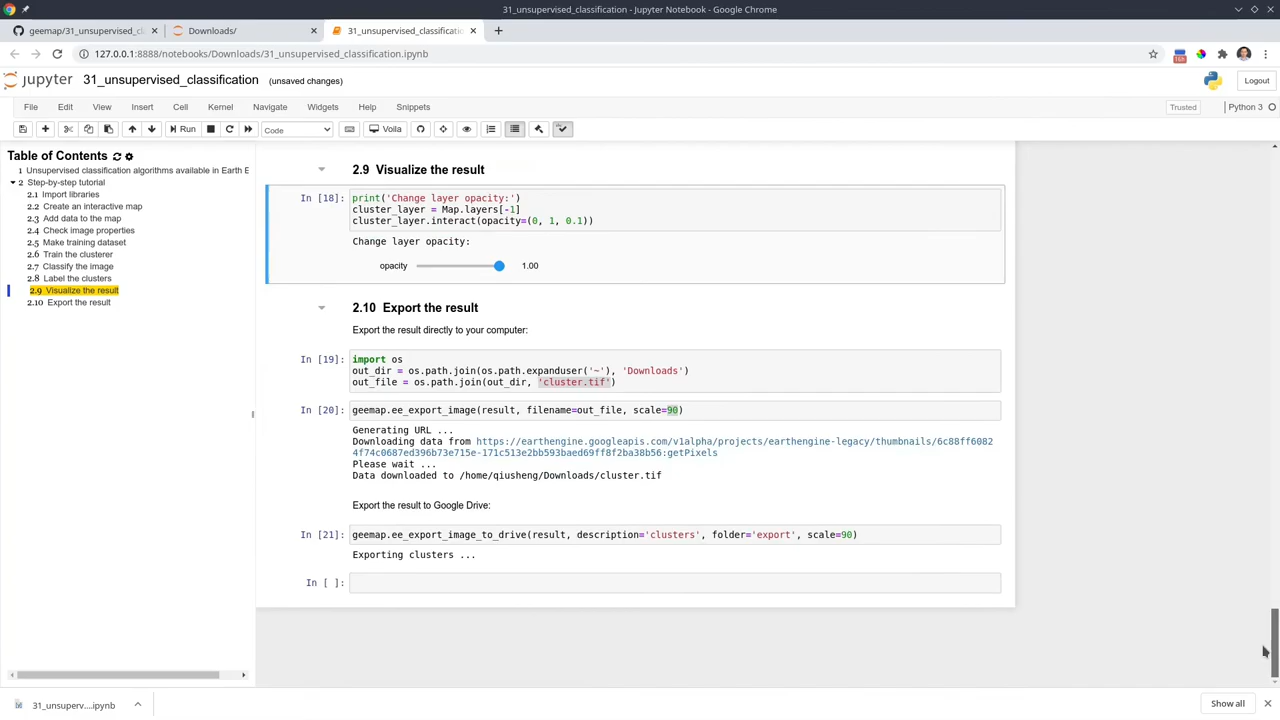 31_unsupervised_classification - Jupyter Notebook - Google Chrome
geemap/31_unsupervised_cl
Downloads/
31_unsupervised_classificatio
127.0.0.1:8888/notebooks/Downloads/31_unsupervised_classification.ipynb
jupyter 31_unsupervised_classification (unsaved changes)
Logout
File Edit View Insert Cell Kernel Navigate Widgets Help Snippets
Trusted Python 3
Run Code Voila
Table of Contents
1 Unsupervised classification algorithms available in Earth E
2 Step-by-step tutorial
2.1 Import libraries
2.2 Create an interactive map
2.3 Add data to the map
2.4 Check image properties
2.5 Make training dataset
2.6 Train the clusterer
2.7 Classify the image
2.8 Label the clusters
2.9 Visualize the result
2.10 Export the result
2.9 Visualize the result
In [18]: print('Change layer opacity:')
cluster_layer = Map.layers[-1]
cluster_layer.interact(opacity=(0, 1, 0.1))
Change layer opacity:
opacity 1.00
2.10 Export the result
Export the result directly to your computer:
In [19]: import os
out_dir = os.path.join(os.path.expanduser('~'), 'Downloads')
out_file = os.path.join(out_dir, 'cluster.tif')
In [20]: geemap.ee_export_image(result, filename=out_file, scale=90)
Generating URL ...
Downloading data from https://earthengine.googleapis.com/v1alpha/projects/earthengine-legacy/thumbnails/6c88ff6082
4f74c0687ed396b73e715e-171c513e2bb593baed69ff8f2ba38b56:getPixels
Please wait ...
Data downloaded to /home/qiusheng/Downloads/cluster.tif
Export the result to Google Drive:
In [21]: geemap.ee_export_image_to_drive(result, description='clusters', folder='export', scale=90)
Exporting clusters ...
In [ ]:
31_unsuperv....ipynb
Show all